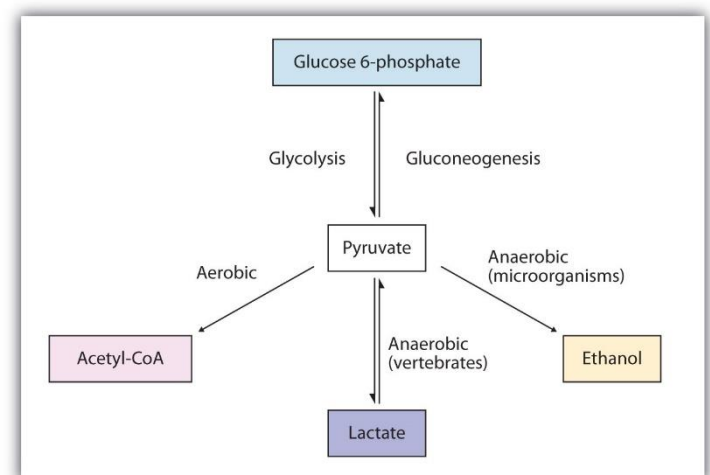 Glucose 6-phosphate
Glycolysis
Gluconeogenesis
Pyruvate
Aerobic
Anaerobic
(microorganisms)
Acetyl-CoA
Anaerobic
(vertebrates)
Ethanol
Lactate